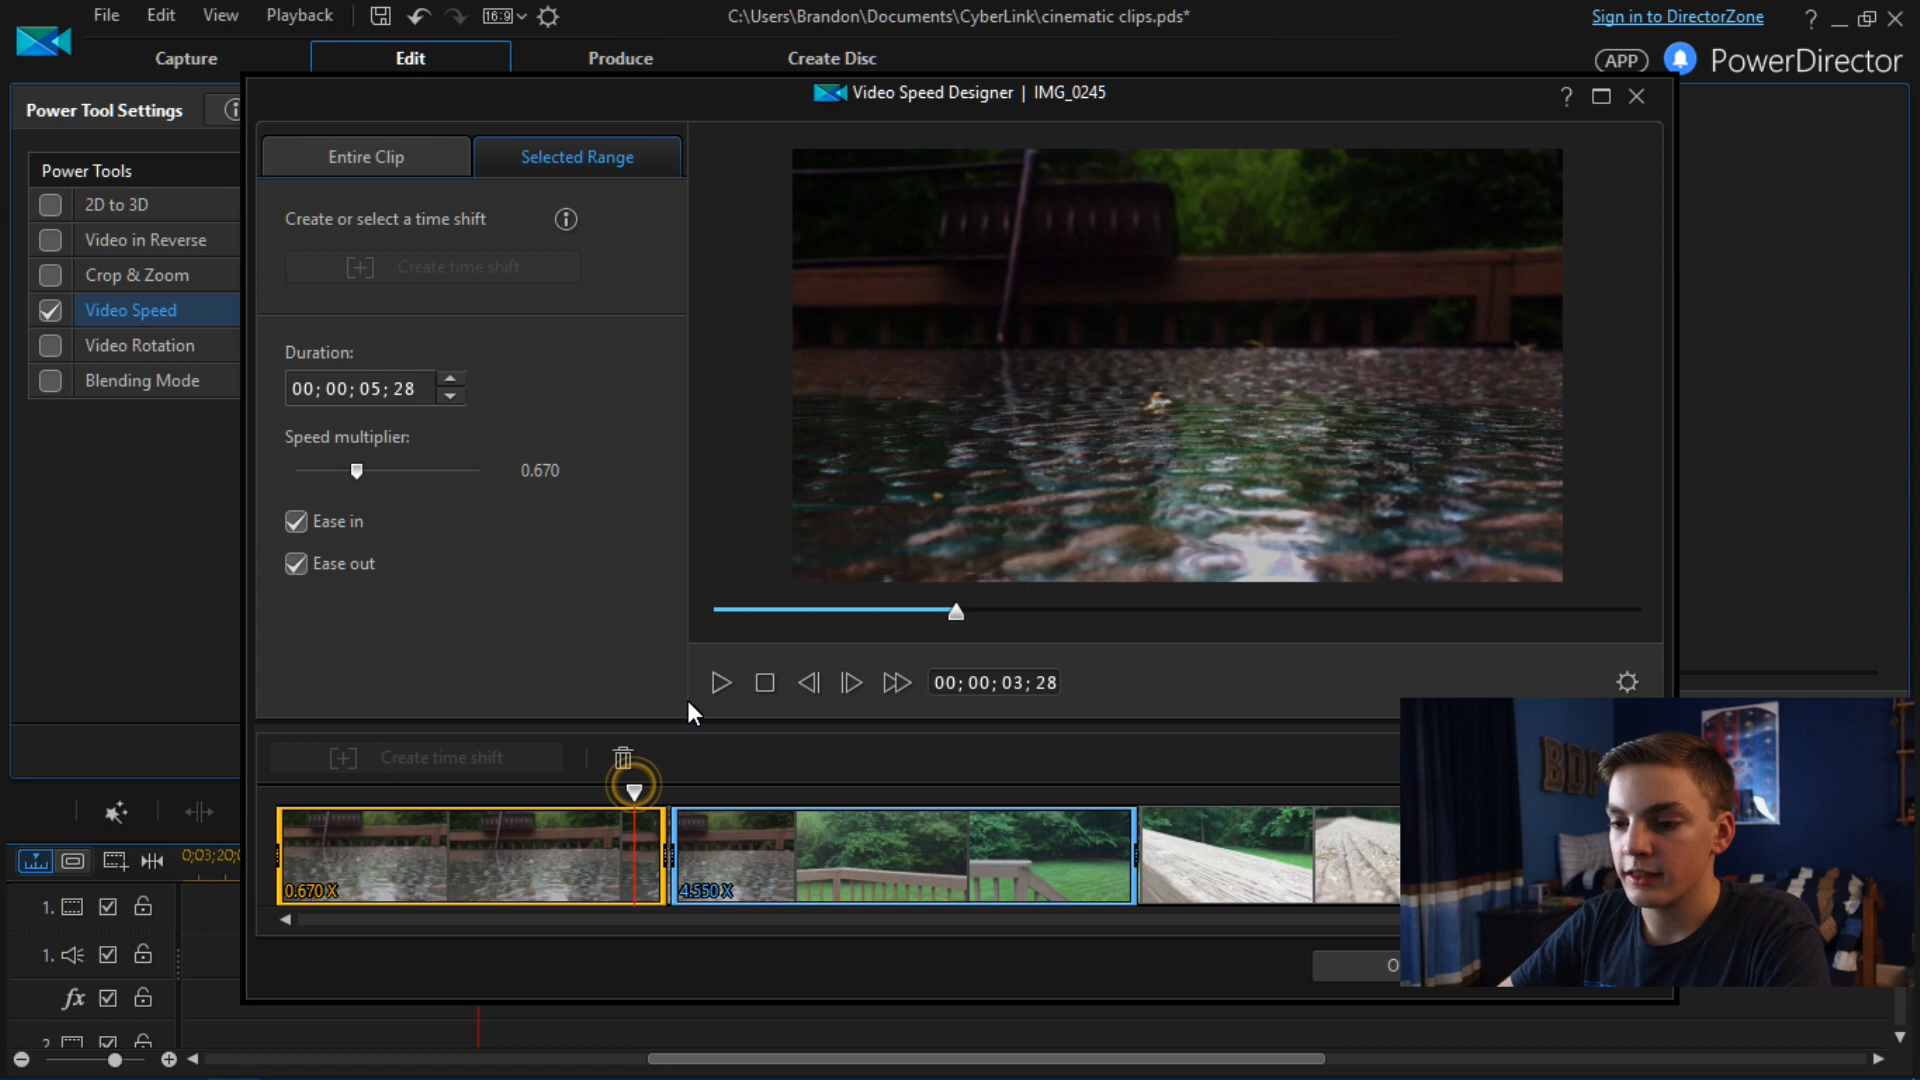 File Edit View Playback 16:9 C:\Users\Brandon\Documents\CyberLink\cinematic clips.pds* Sign in to DirectorZone ?
Capture Edit Produce Create Disc APP PowerDirector
Video Speed Designer | IMG_0245 ?
Power Tool Settings i
Power Tools
2D to 3D
Video in Reverse
Crop & Zoom
Video Speed
Video Rotation
Blending Mode
Entire Clip Selected Range
Create or select a time shift i
[+] Create time shift
Duration:
00; 00; 05; 28
Speed multiplier:
0.670
Ease in
Ease out
00; 00; 03; 28
[+] Create time shift
0.670 X 4.550 X
0;03;20;0
1.
1.
fx
2.
O
BDP